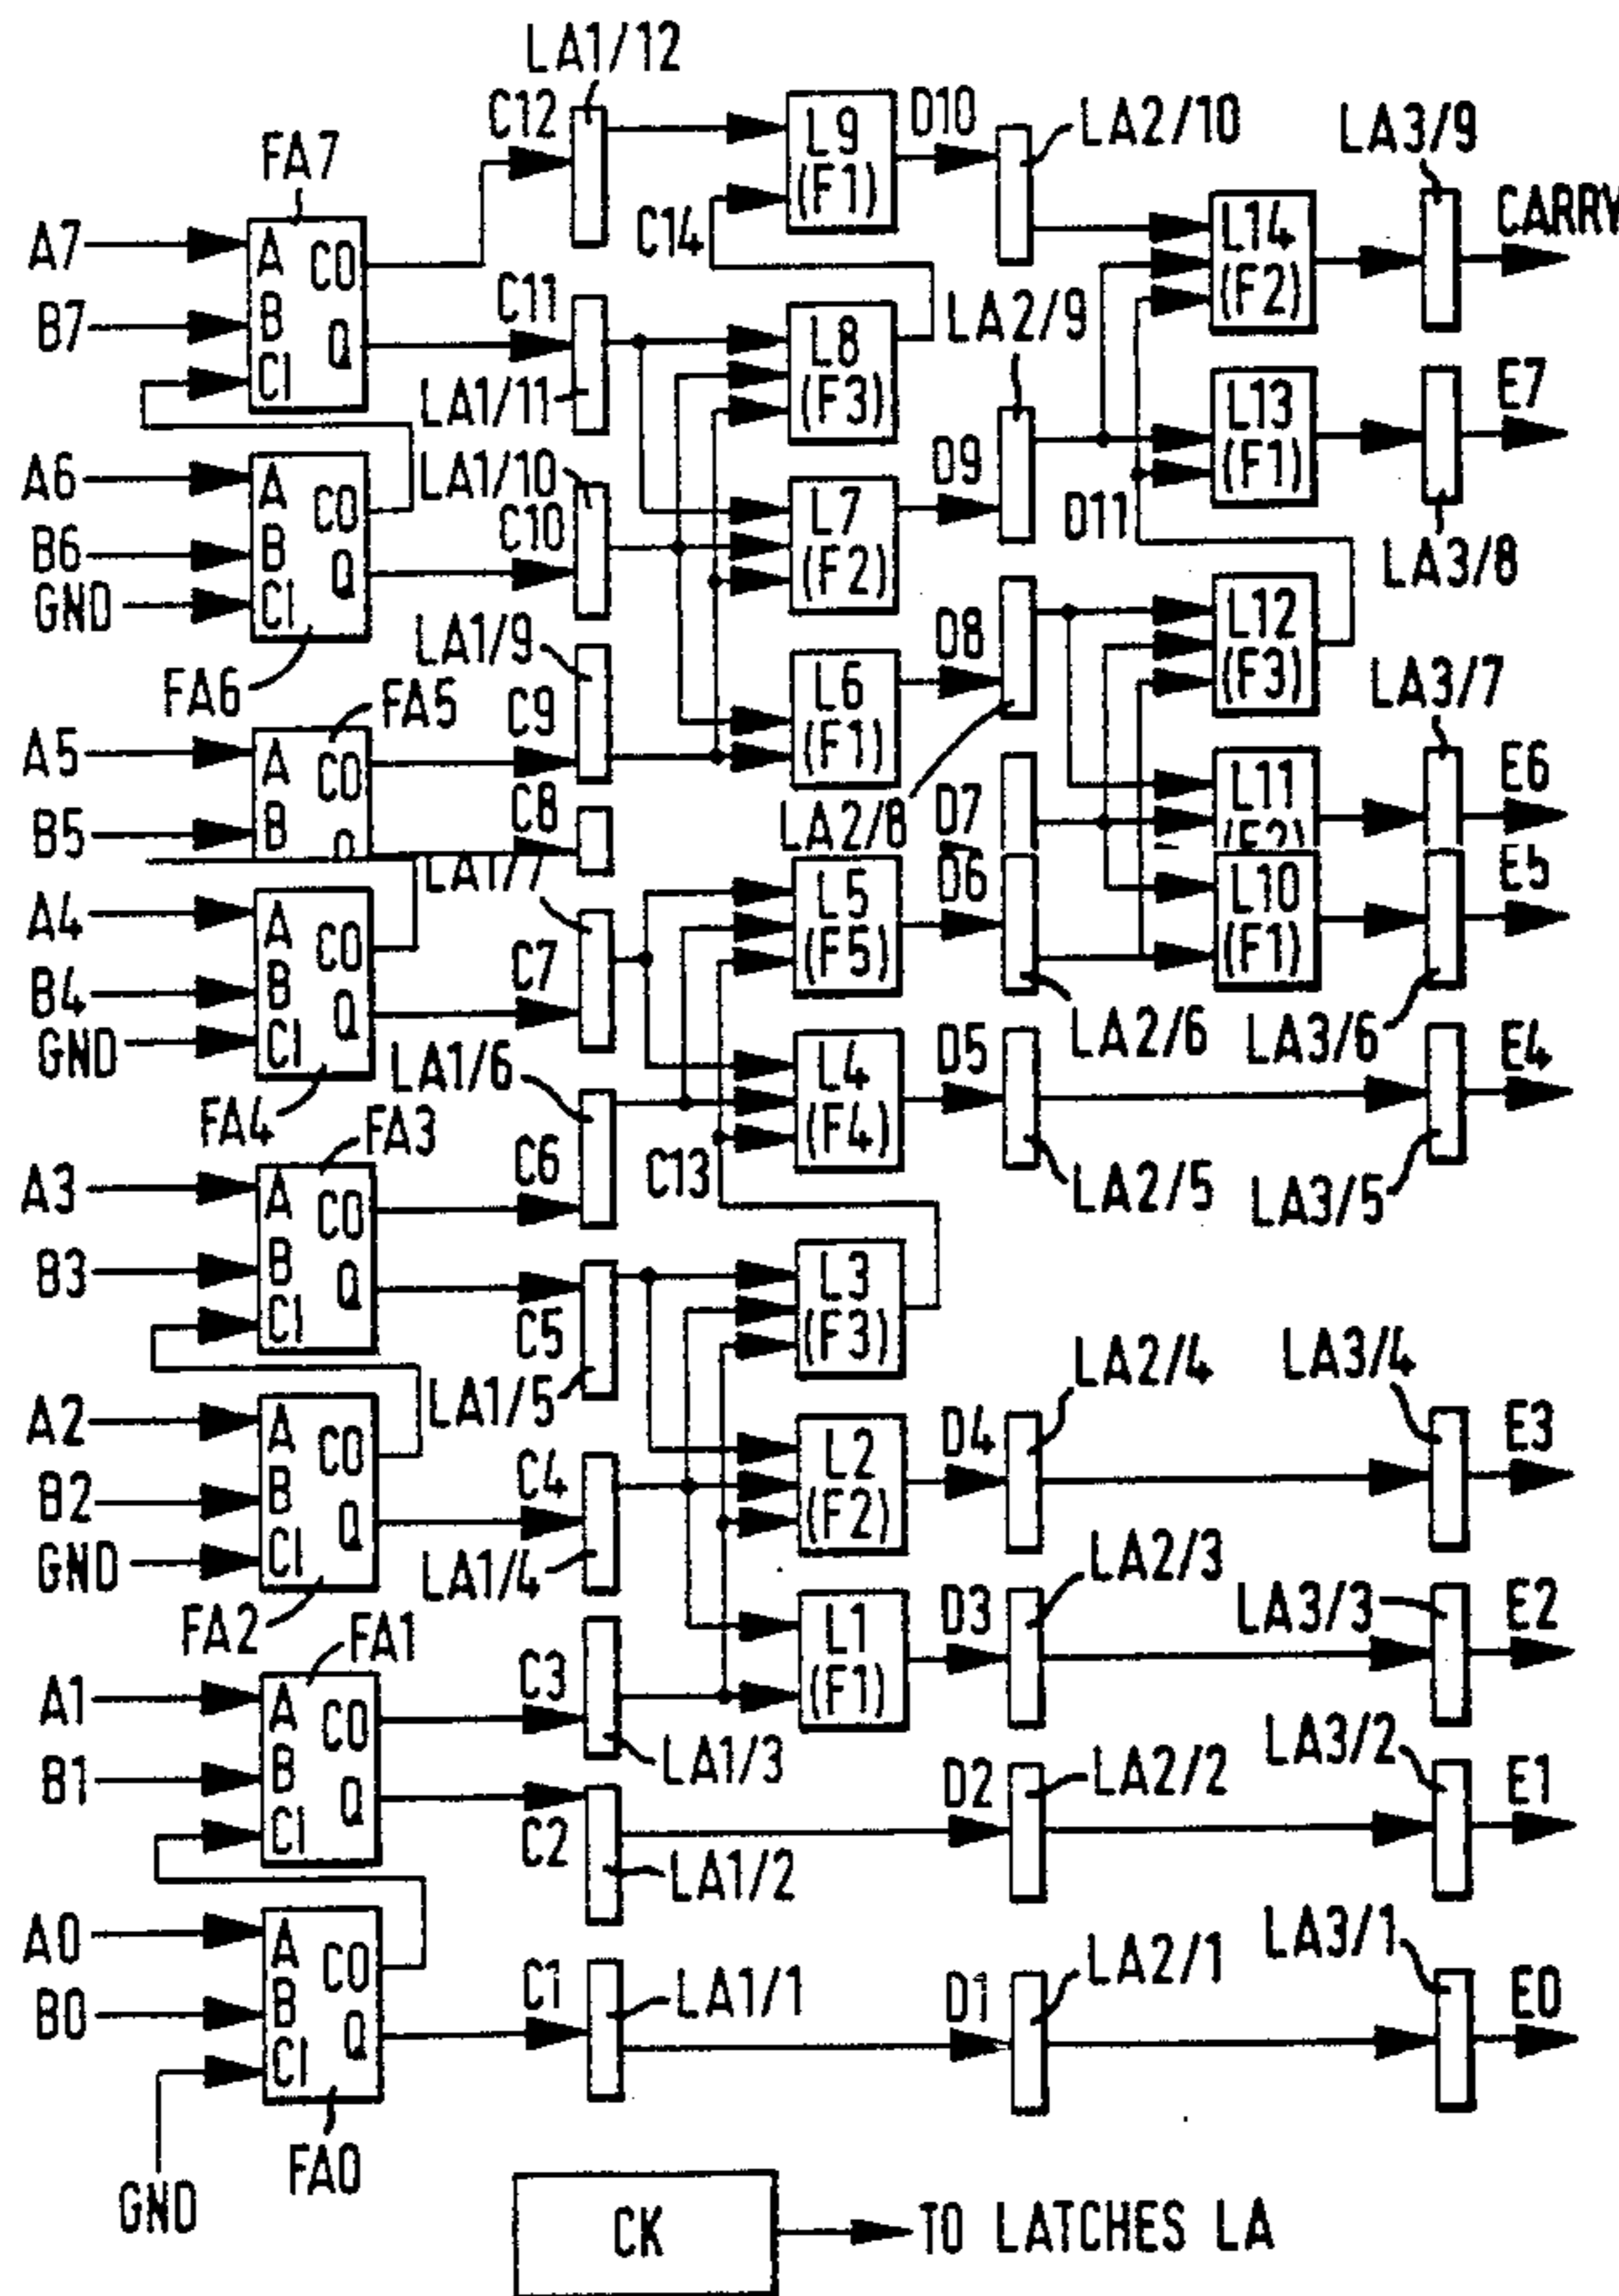 LA1/12
C12
L9
(F1)
D10
LA2/10
LA3/9
FA7
CARRY
A7
A
CO
C14
L14
(F2)
B7
B
Q
C11
LA2/9
L8
(F3)
CI
LA1/11
L13
(F1)
E7
A6
A
CO
LA1/10
D9
D11
L7
(F2)
C10
B6
B
Q
LA3/8
GND
CI
LA1/9
D8
L12
(F3)
FA6
FA5
C9
L6
(F1)
LA3/7
A5
A
CO
E6
C8
LA2/8
D7
L11
B5
B
LA1/7
D6
L5
(F5)
L10
(F1)
E5
A4
A
CO
C7
B4
B
Q
GND
CI
LA1/6
LA2/6
LA3/6
D5
L4
(F4)
E4
FA4
FA3
C6
C13
A3
A
CO
LA2/5
LA3/5
B3
B
Q
L3
(F3)
CI
C5
LA1/5
LA2/4
LA3/4
A2
A
CO
C4
L2
(F2)
D4
E3
B2
B
Q
GND
CI
LA1/4
LA2/3
FA2
FA1
D3
L1
(F1)
LA3/3
E2
A1
A
CO
C3
B1
B
Q
LA1/3
LA3/2
D2
LA2/2
E1
CI
C2
LA1/2
A0
A
CO
LA3/1
LA2/1
C1
LA1/1
D1
B0
B
Q
E0
CI
FA0
GND
CK
TO LATCHES LA